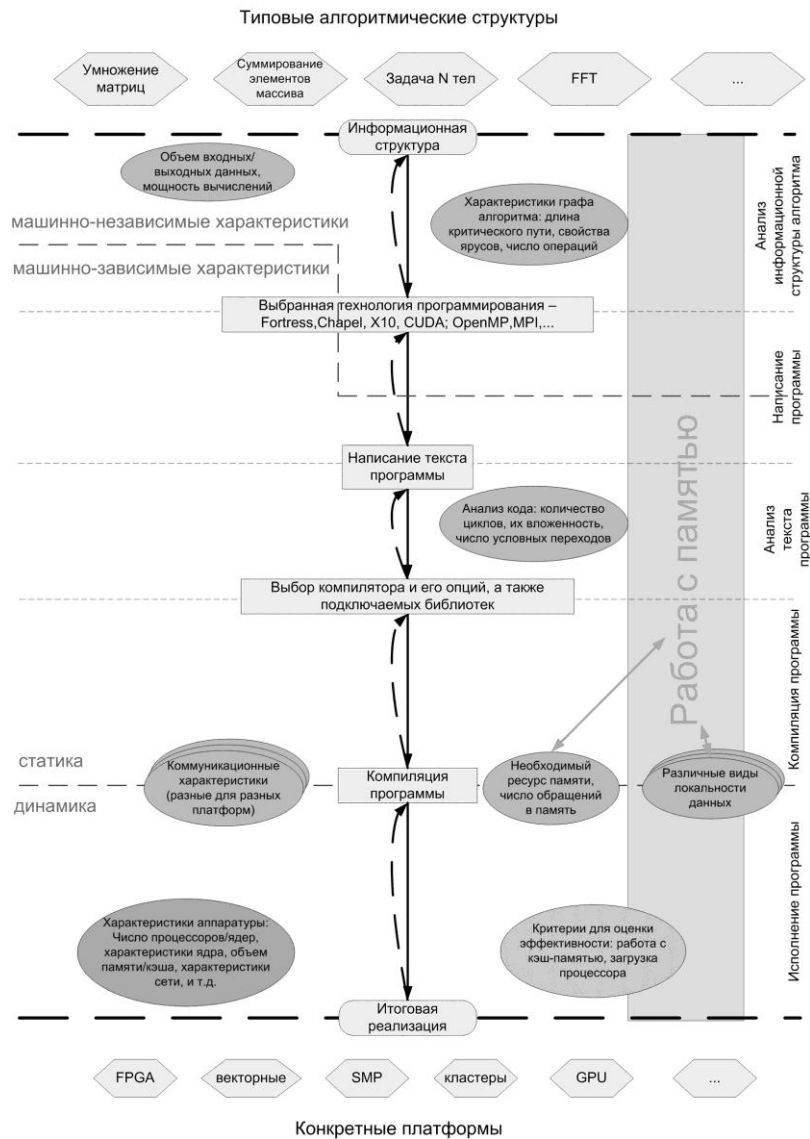 Типовые алгоритмические структуры
Умножение
матриц
Суммирование
элементов
массива
Задача N тел
FFT
...
Информационная
структура
Объем входных/
выходных данных,
мощность вычислений
Характеристики графа
алгоритма: длина
критического пути, свойства
ярусов, число операций
Анализ
информационной
структуры алгоритма
машинно-независимые характеристики
машинно-зависимые характеристики
Выбранная технология программирования –
Fortress,Chapel, X10, CUDA; OpenMP,MPI,...
Написание
программы
Написание текста
программы
Анализ кода: количество
циклов, их вложенность,
число условных переходов
Анализ
текста
программы
Работа с памятью
Выбор компилятора и его опций, а также
подключаемых библиотек
Компиляция программы
статика
динамика
Коммуникационные
характеристики
(разные для разных
платформ)
Компиляция
программы
Необходимый
ресурс памяти,
число обращений
в память
Различные виды
локальности
данных
Исполнение программы
Характеристики аппаратуры:
Число процессоров/ядер,
характеристики ядра, объем
памяти/кэша, характеристики
сети, и т.д.
Критерии для оценки
эффективности: работа с
кэш-памятью, загрузка
процессора
Итоговая
реализация
FPGA
векторные
SMP
кластеры
GPU
...
Конкретные платформы